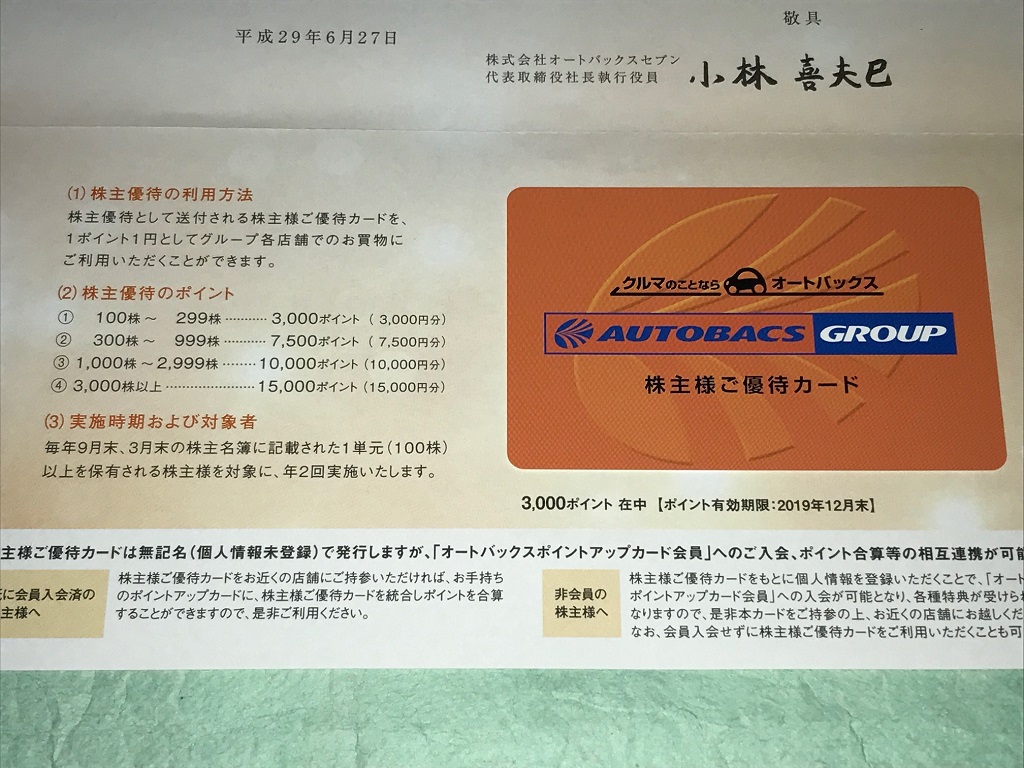 敬具
平成29年6月27日
株式会社オートバックスセブン
代表取締役社長執行役員 小林 喜夫巳
(1)株主優待の利用方法
株主優待として送付される株主様ご優待カードを、
1ポイント1円としてグループ各店舗でのお買物に
ご利用いただくことができます。
(2)株主優待のポイント
① 100株～ 299株 ………… 3,000ポイント ( 3,000円分)
② 300株～ 999株 ………… 7,500ポイント ( 7,500円分)
③ 1,000株～2,999株 ……… 10,000ポイント (10,000円分)
④ 3,000株以上 ……………………… 15,000ポイント (15,000円分)
(3)実施時期および対象者
毎年9月末、3月末の株主名簿に記載された1単元(100株)
以上を保有される株主様を対象に、年2回実施いたします。
クルマのことなら オートバックス
AUTOBACS GROUP
株主様ご優待カード
3,000ポイント 在中 【ポイント有効期限：2019年12月末】
主様ご優待カードは無記名(個人情報未登録)で発行しますが、「オートバックスポイントアップカード会員」へのご入会、ポイント合算等の相互連携が可能
に会員入会済の
主様へ
株主様ご優待カードをお近くの店舗にご持参いただければ、お手持ち
のポイントアップカードに、株主様ご優待カードを統合しポイントを合算
することができますので、是非ご利用ください。
非会員の
株主様へ
株主様ご優待カードをもとに個人情報を登録いただくことで、「オート
ポイントアップカード会員」への入会が可能となり、各種特典が受けられ
なりますので、是非本カードをご持参の上、お近くの店舗にお越しくだ
なお、会員入会せずに株主様ご優待カードをご利用いただくことも可